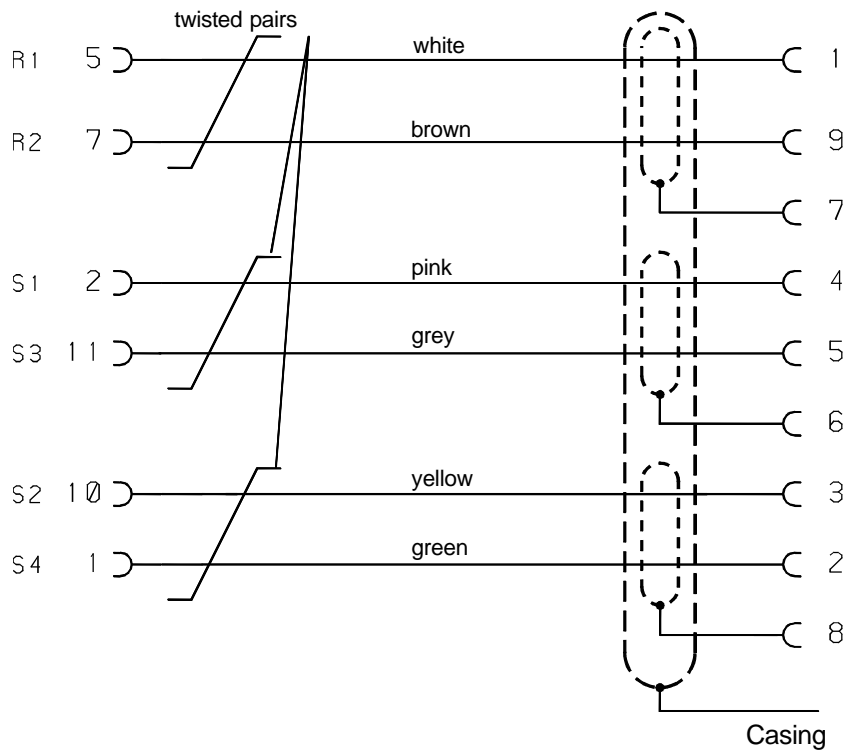 twisted pairs
R1 5 white 1
R2 7 brown 9
7
S1 2 pink 4
S3 11 grey 5
6
S2 10 yellow 3
S4 1 green 2
8
Casing